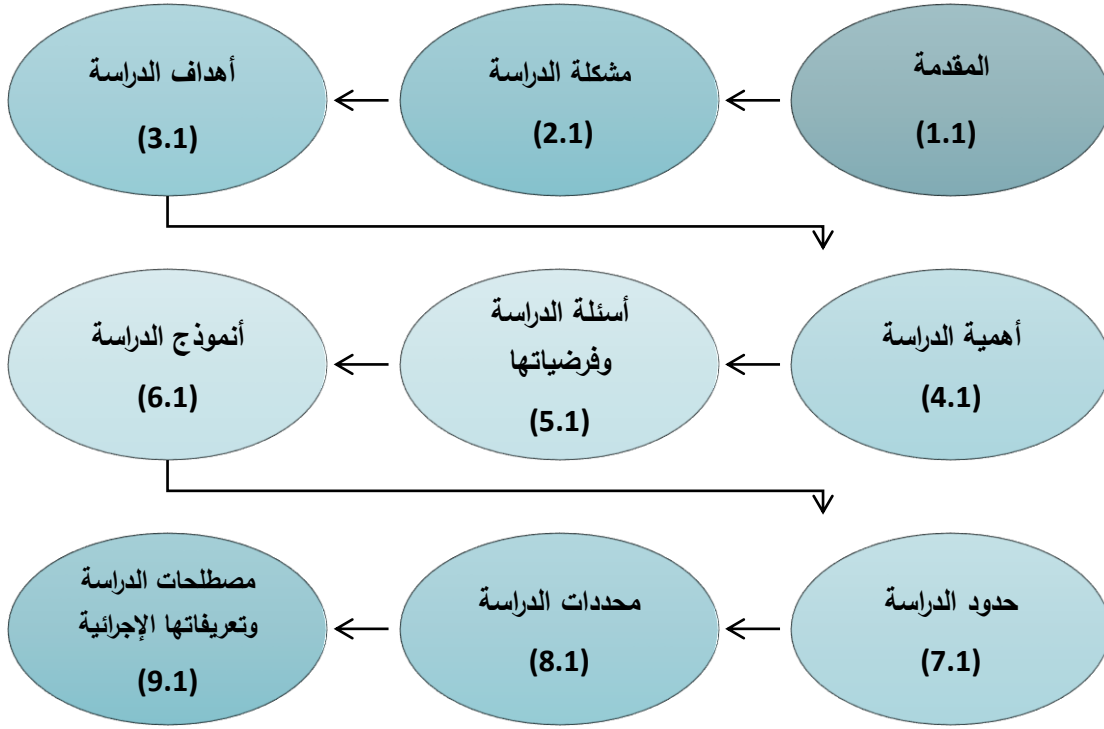 المقدمة
(1.1)
مشكلة الدراسة
(2.1)
أهداف الدراسة
(3.1)
أهمية الدراسة
(4.1)
أسئلة الدراسة
وفرضياتها
(5.1)
أنموذج الدراسة
(6.1)
حدود الدراسة
(7.1)
محددات الدراسة
(8.1)
مصطلحات الدراسة
وتعريفاتها الإجرائية
(9.1)